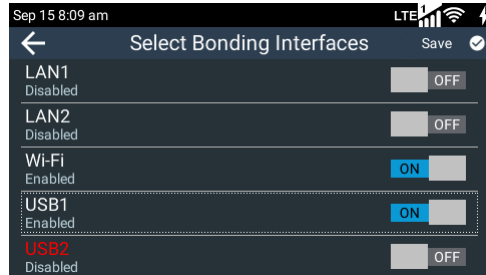 Sep 15 8:09 am LTE 1
Select Bonding Interfaces Save
LAN1
Disabled OFF
LAN2
Disabled OFF
Wi-Fi
Enabled ON
USB1
Enabled ON
USB2
Disabled OFF